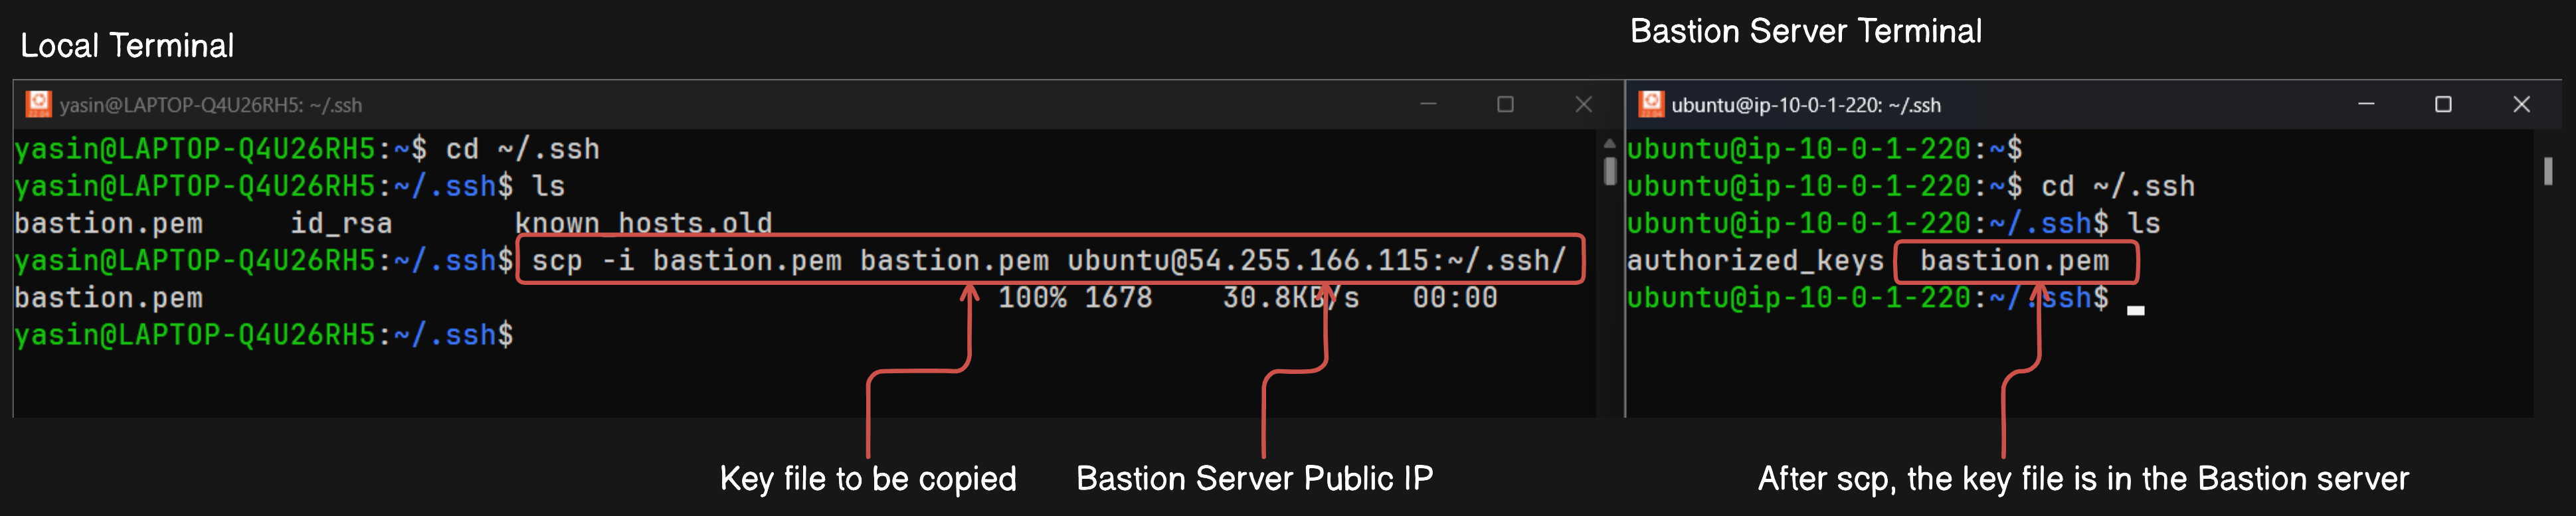 Local Terminal
yasin@LAPTOP-Q4U26RH5: ~/.ssh
yasin@LAPTOP-Q4U26RH5:~$ cd ~/.ssh
yasin@LAPTOP-Q4U26RH5:~/.ssh$ ls
bastion.pem id_rsa known_hosts.old
yasin@LAPTOP-Q4U26RH5:~/.ssh$ scp -i bastion.pem bastion.pem ubuntu@54.255.166.115:~/.ssh/
bastion.pem 100% 1678 30.8KB/s 00:00
yasin@LAPTOP-Q4U26RH5:~/.ssh$
Key file to be copied
Bastion Server Public IP
Bastion Server Terminal
ubuntu@ip-10-0-1-220: ~/.ssh
ubuntu@ip-10-0-1-220:~$
ubuntu@ip-10-0-1-220:~$ cd ~/.ssh
ubuntu@ip-10-0-1-220:~/.ssh$ ls
authorized_keys bastion.pem
ubuntu@ip-10-0-1-220:~/.ssh$
After scp, the key file is in the Bastion server